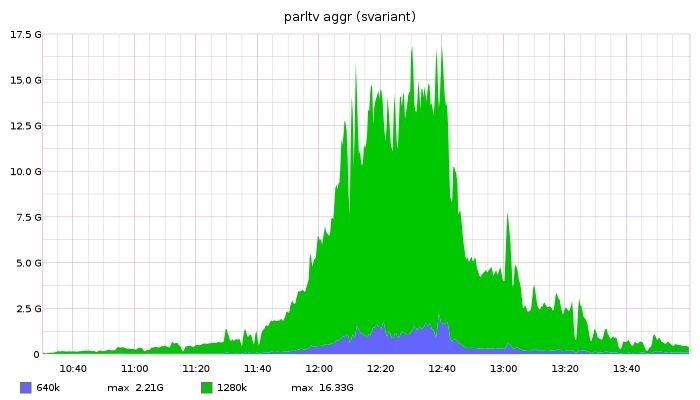 parltv aggr (svariant)
17.5 G
15.0 G
12.5 G
10.0 G
7.5 G
5.0 G
2.5 G
0
10:40 11:00 11:20 11:40 12:00 12:20 12:40 13:00 13:20 13:40
640k max 2.21G 1280k max 16.33G